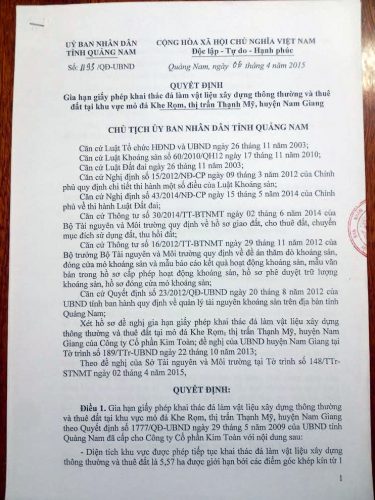 ỦY BAN NHÂN DÂN
TỈNH QUẢNG NAM
CỘNG HÒA XÃ HỘI CHỦ NGHĨA VIỆT NAM
Độc lập - Tự do - Hạnh phúc
Số: 1193/QĐ-UBND
Quảng Nam, ngày 06 tháng 4 năm 2015
QUYẾT ĐỊNH
Gia hạn giấy phép khai thác đá làm vật liệu xây dựng thông thường và thuê
đất tại khu vực mỏ đá Khe Rọm, thị trấn Thạnh Mỹ, huyện Nam Giang
CHỦ TỊCH ỦY BAN NHÂN DÂN TỈNH QUẢNG NAM
Căn cứ Luật Tổ chức HĐND và UBND ngày 26 tháng 11 năm 2003;
Căn cứ Luật Khoáng sản số 60/2010/QH12 ngày 17 tháng 11 năm 2010;
Căn cứ Luật Đất đai ngày 26 tháng 11 năm 2003;
Căn cứ Nghị định số 15/2012/NĐ-CP ngày 09 tháng 3 năm 2012 của Chính
phủ quy định chi tiết thi hành một số điều của Luật Khoáng sản;
Căn cứ Nghị định số 43/2014/NĐ-CP ngày 15 tháng 5 năm 2014 của Chính
phủ về thi hành Luật Đất đai;
Căn cứ Thông tư số 30/2014/TT-BTNMT ngày 02 tháng 6 năm 2014 của
Bộ Tài nguyên và Môi trường quy định về hồ sơ giao đất, cho thuê đất, chuyển
mục đích sử dụng đất, thu hồi đất;
Căn cứ Thông tư số 16/2012/TT-BTNMT ngày 29 tháng 11 năm 2012 của
Bộ trưởng Bộ Tài nguyên và Môi trường quy định về đề án thăm dò khoáng sản,
đóng cửa mỏ khoáng sản và mẫu báo cáo kết quả hoạt động khoáng sản, mẫu văn
bản trong hồ sơ cấp phép hoạt động khoáng sản, hồ sơ phê duyệt trữ lượng
khoáng sản, hồ sơ đóng cửa mỏ khoáng sản;
Căn cứ Quyết định số 23/2012/QĐ-UBND ngày 20 tháng 8 năm 2012 của
UBND tỉnh ban hành quy định về quản lý tài nguyên khoáng sản trên địa bàn tỉnh
Quảng Nam;
Xét hồ sơ đề nghị gia hạn giấy phép khai thác đá làm vật liệu xây dựng
thông thường và thuê đất tại mỏ đá Khe Rọm, thị trấn Thạnh Mỹ, huyện Nam
Giang của Công ty Cổ phần Kim Toàn; đề nghị của UBND huyện Nam Giang tại
Tờ trình số 189/TTr-UBND ngày 22 tháng 10 năm 2013;
Theo đề nghị của Sở Tài nguyên và Môi trường tại Tờ trình số 148/TTr-
STNMT ngày 02 tháng 4 năm 2015,
QUYẾT ĐỊNH:
Điều 1. Gia hạn giấy phép khai thác đá làm vật liệu xây dựng thông thường
và thuê đất tại khu vực mỏ đá Khe Rọm, thị trấn Thạnh Mỹ, huyện Nam Giang
theo Quyết định số 1777/QĐ-UBND ngày 29 tháng 5 năm 2009 của UBND tỉnh
Quảng Nam đã cấp cho Công ty Cổ phần Kim Toàn với nội dung sau:
- Diện tích khu vực được phép tiếp tục khai thác đá làm vật liệu xây dựng
thông thường và thuê đất là 5,57 ha được giới hạn bởi các điểm góc khép kín từ 1
1